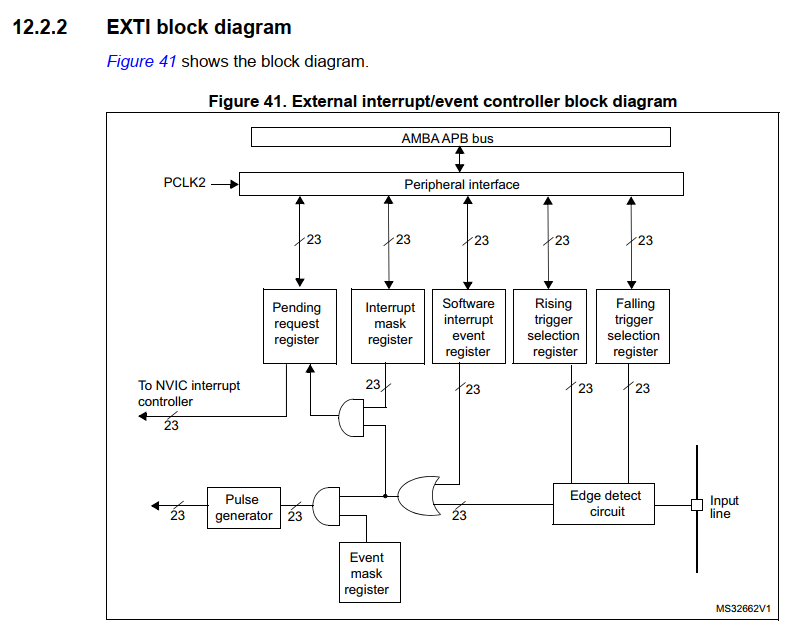 12.2.2 EXTI block diagram
Figure 41 shows the block diagram.
Figure 41. External interrupt/event controller block diagram
AMBA APB bus
PCLK2
Peripheral interface
23
23
23
23
23
Pending
request
register
Interrupt
mask
register
Software
interrupt
event
register
Rising
trigger
selection
register
Falling
trigger
selection
register
To NVIC interrupt
controller
23
23
23
23
23
Pulse
generator
23
23
23
Edge detect
circuit
Input
line
Event
mask
register
MS32662V1